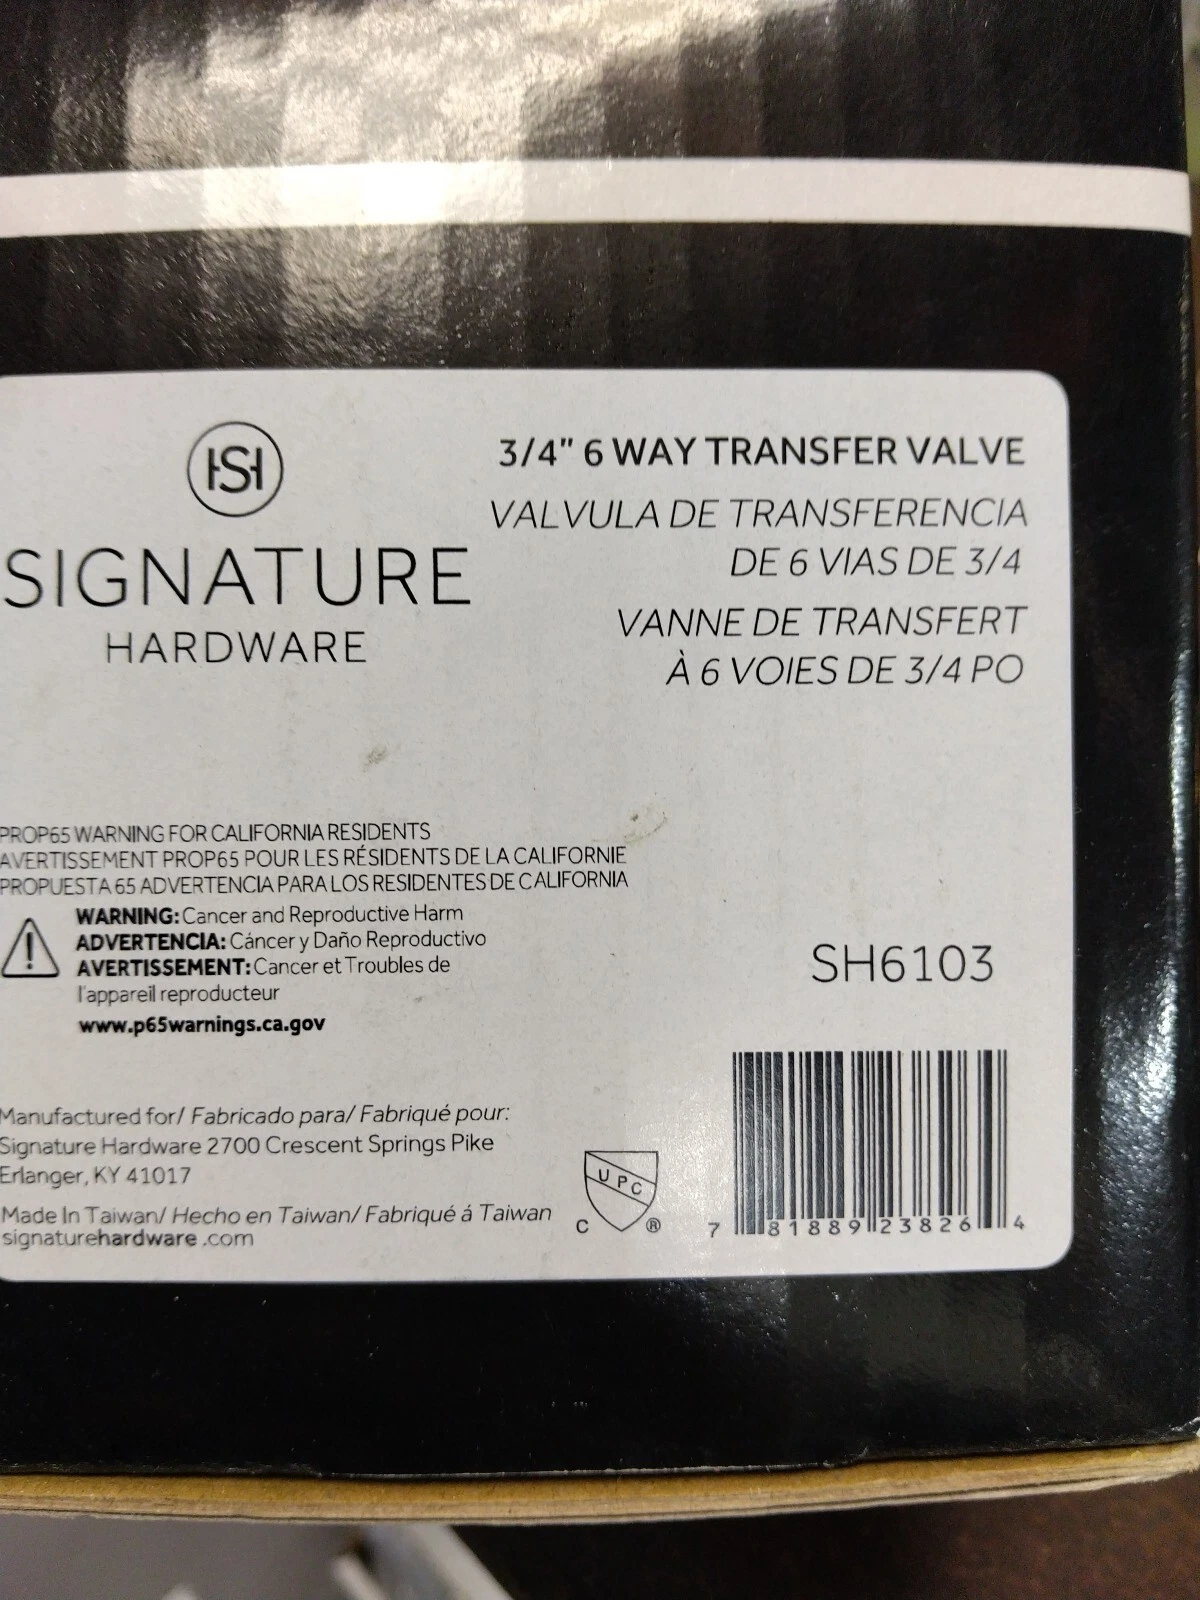 SH
SIGNATURE
HARDWARE
3/4" 6 WAY TRANSFER VALVE
VALVULA DE TRANSFERENCIA
DE 6 VIAS DE 3/4
VANNE DE TRANSFERT
À 6 VOIES DE 3/4 PO
PROP65 WARNING FOR CALIFORNIA RESIDENTS
AVERTISSEMENT PROP65 POUR LES RÉSIDENTS DE LA CALIFORNIE
PROPUESTA 65 ADVERTENCIA PARA LOS RESIDENTES DE CALIFORNIA
WARNING: Cancer and Reproductive Harm
ADVERTENCIA: Cáncer y Daño Reproductivo
AVERTISSEMENT: Cancer et Troubles de
l'appareil reproducteur
www.p65warnings.ca.gov
SH6103
Manufactured for/ Fabricado para/ Fabriqué pour:
Signature Hardware 2700 Crescent Springs Pike
Erlanger, KY 41017
Made In Taiwan/ Hecho en Taiwan/ Fabriqué á Taiwan
signaturehardware.com
UPC
C ®
7 81889 23826 4